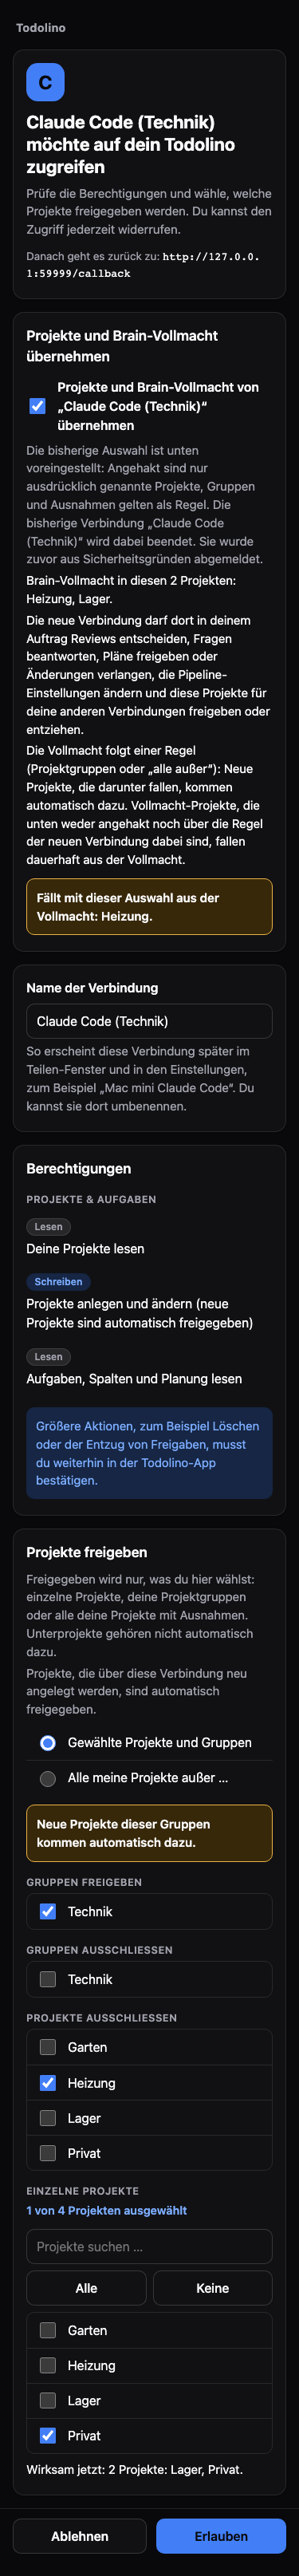 Todolino
C
Claude Code (Technik)
möchte auf dein Todolino
zugreifen
Prüfe die Berechtigungen und wähle, welche
Projekte freigegeben werden. Du kannst den
Zugriff jederzeit widerrufen.
Danach geht es zurück zu: http://127.0.0.
1:59999/callback
Projekte und Brain-Vollmacht
übernehmen
Projekte und Brain-Vollmacht von
„Claude Code (Technik)“
übernehmen
Die bisherige Auswahl ist unten
voreingestellt: Angehakt sind nur
ausdrücklich genannte Projekte, Gruppen
und Ausnahmen gelten als Regel. Die
bisherige Verbindung „Claude Code
(Technik)“ wird dabei beendet. Sie wurde
zuvor aus Sicherheitsgründen abgemeldet.
Brain-Vollmacht in diesen 2 Projekten:
Heizung, Lager.
Die neue Verbindung darf dort in deinem
Auftrag Reviews entscheiden, Fragen
beantworten, Pläne freigeben oder
Änderungen verlangen, die Pipeline-
Einstellungen ändern und diese Projekte für
deine anderen Verbindungen freigeben oder
entziehen.
Die Vollmacht folgt einer Regel
(Projektgruppen oder „alle außer“): Neue
Projekte, die darunter fallen, kommen
automatisch dazu. Vollmacht-Projekte, die
unten weder angehakt noch über die Regel
der neuen Verbindung dabei sind, fallen
dauerhaft aus der Vollmacht.
Fällt mit dieser Auswahl aus der
Vollmacht: Heizung.
Name der Verbindung
Claude Code (Technik)
So erscheint diese Verbindung später im
Teilen-Fenster und in den Einstellungen,
zum Beispiel „Mac mini Claude Code“. Du
kannst sie dort umbenennen.
Berechtigungen
PROJEKTE & AUFGABEN
Lesen
Deine Projekte lesen
Schreiben
Projekte anlegen und ändern (neue
Projekte sind automatisch freigegeben)
Lesen
Aufgaben, Spalten und Planung lesen
Größere Aktionen, zum Beispiel Löschen
oder der Entzug von Freigaben, musst
du weiterhin in der Todolino-App
bestätigen.
Projekte freigeben
Freigegeben wird nur, was du hier wählst:
einzelne Projekte, deine Projektgruppen
oder alle deine Projekte mit Ausnahmen.
Unterprojekte gehören nicht automatisch
dazu.
Projekte, die über diese Verbindung neu
angelegt werden, sind automatisch
freigegeben.
Gewählte Projekte und Gruppen
Alle meine Projekte außer ...
Neue Projekte dieser Gruppen
kommen automatisch dazu.
GRUPPEN FREIGEBEN
Technik
GRUPPEN AUSSCHLIESSEN
Technik
PROJEKTE AUSSCHLIESSEN
Garten
Heizung
Lager
Privat
EINZELNE PROJEKTE
1 von 4 Projekten ausgewählt
Projekte suchen ...
Alle Keine
Garten
Heizung
Lager
Privat
Wirksam jetzt: 2 Projekte: Lager, Privat.
Ablehnen Erlauben